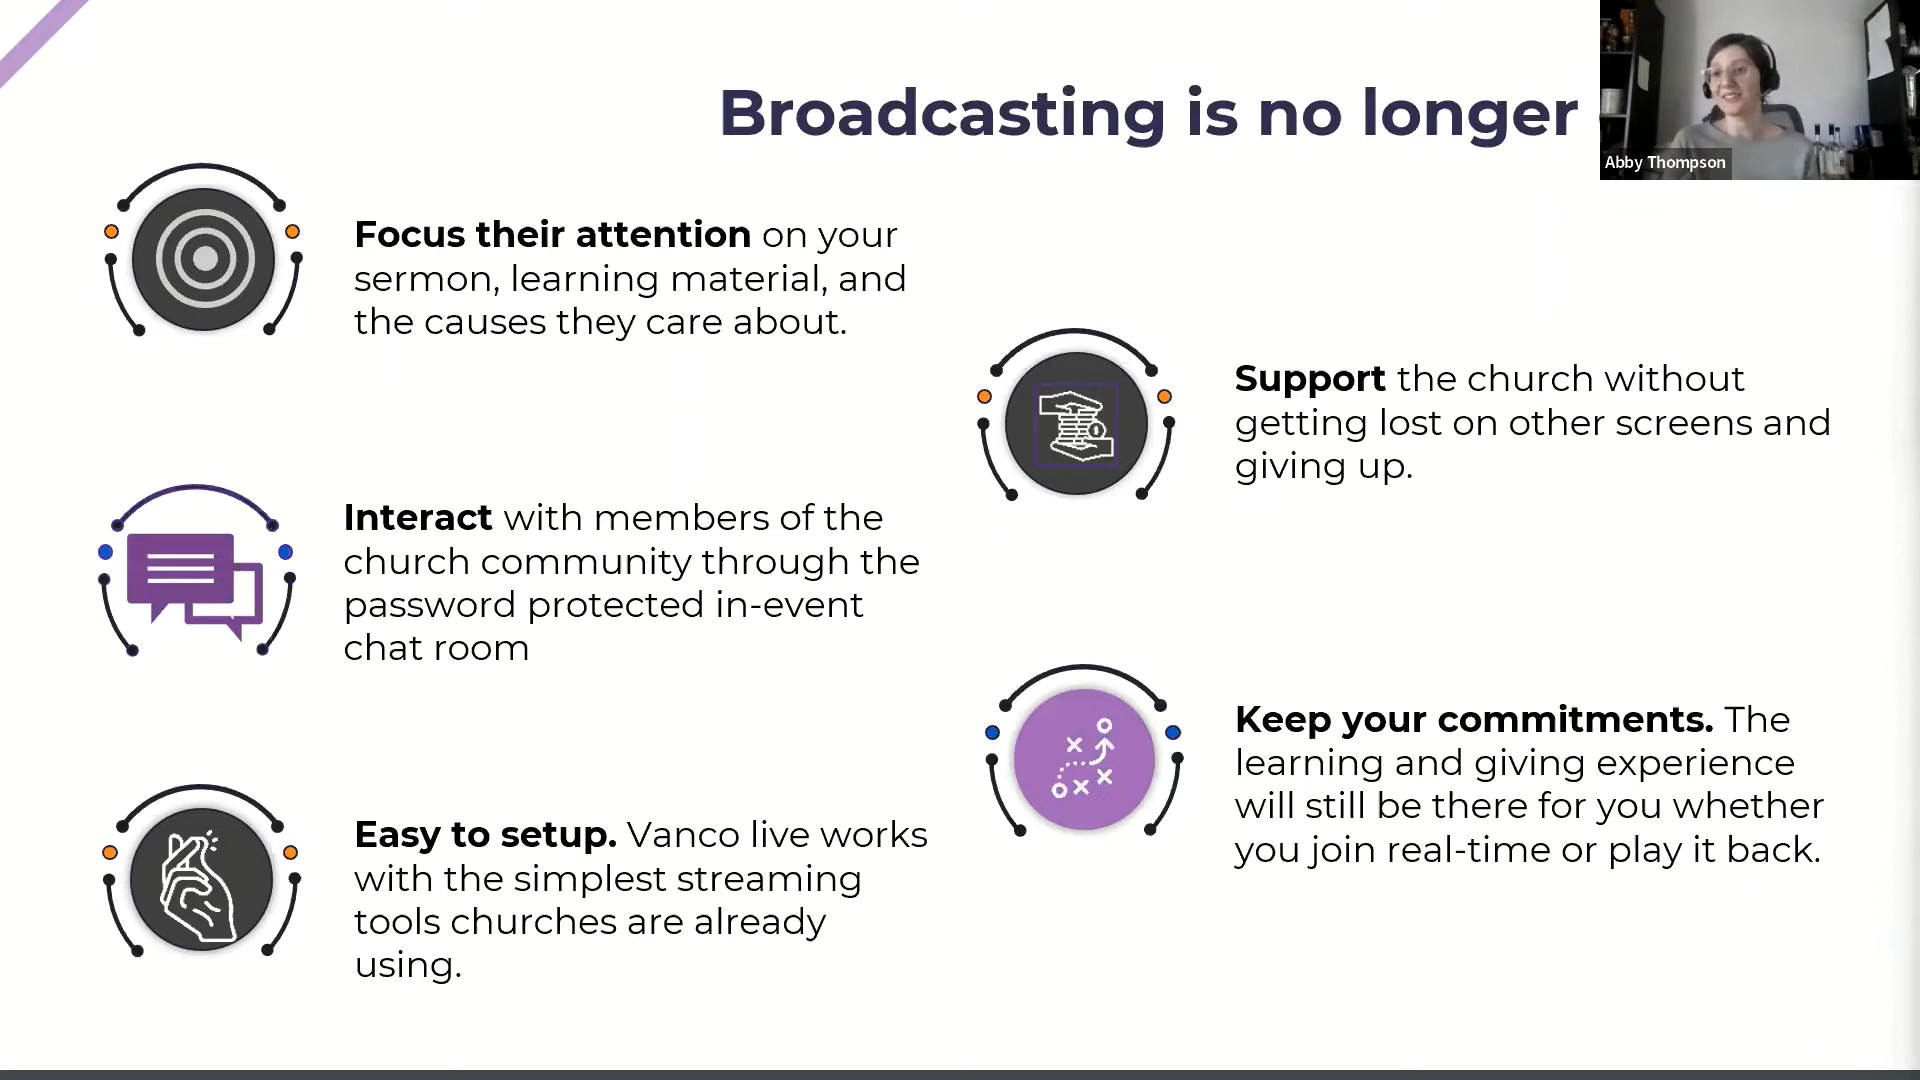 Broadcasting is no longer
Abby Thompson
Focus their attention on your
sermon, learning material, and
the causes they care about.
Support the church without
getting lost on other screens and
giving up.
Interact with members of the
church community through the
password protected in-event
chat room
Keep your commitments. The
learning and giving experience
will still be there for you whether
you join real-time or play it back.
Easy to setup. Vanco live works
with the simplest streaming
tools churches are already
using.